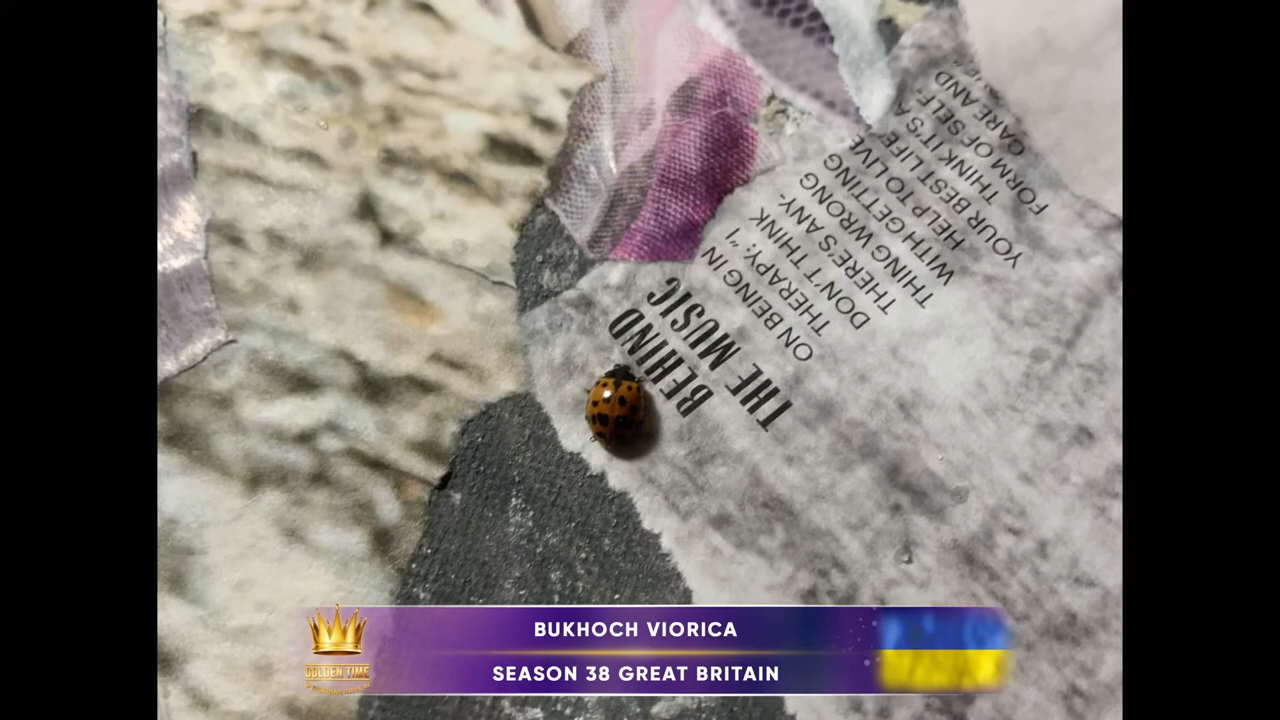 BEHIND
THE MUSIC
ON BEING IN
THERAPY: "I
DON'T THINK
THERE'S ANY-
THING WRONG
WITH GETTING
HELP TO LIVE
YOUR BEST LIFE.
THINK IT'S A
FORM OF SELF-
CARE AND
BUKHOCH VIORICA
SEASON 38 GREAT BRITAIN
GOLDEN TIME